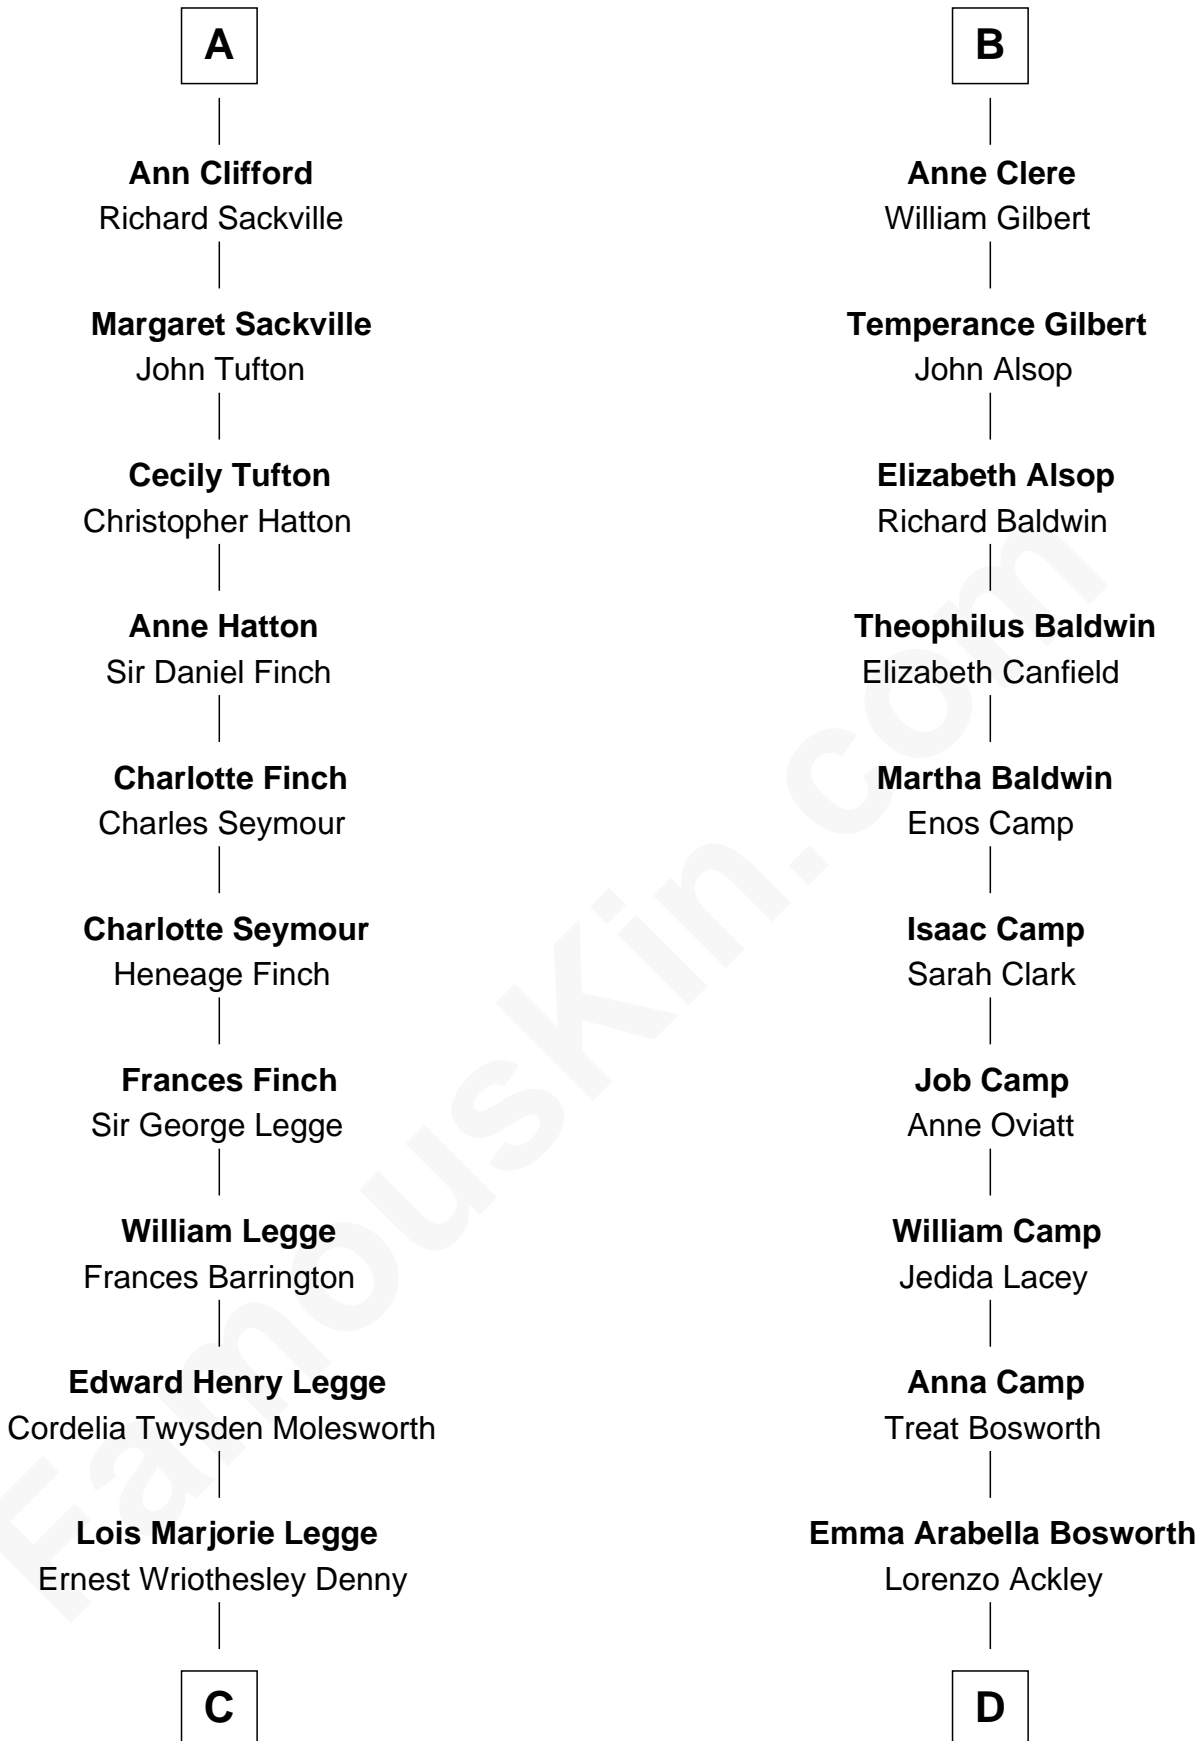 A
Ann Clifford
Richard Sackville
Margaret Sackville
John Tufton
Cecily Tufton
Christopher Hatton
Anne Hatton
Sir Daniel Finch
Charlotte Finch
Charles Seymour
Charlotte Seymour
Heneage Finch
Frances Finch
Sir George Legge
William Legge
Frances Barrington
Edward Henry Legge
Cordelia Twysden Molesworth
Lois Marjorie Legge
Ernest Wriothesley Denny
C
B
Anne Clere
William Gilbert
Temperance Gilbert
John Alsop
Elizabeth Alsop
Richard Baldwin
Theophilus Baldwin
Elizabeth Canfield
Martha Baldwin
Enos Camp
Isaac Camp
Sarah Clark
Job Camp
Anne Oviatt
William Camp
Jedida Lacey
Anna Camp
Treat Bosworth
Emma Arabella Bosworth
Lorenzo Ackley
D
FamousKin.com